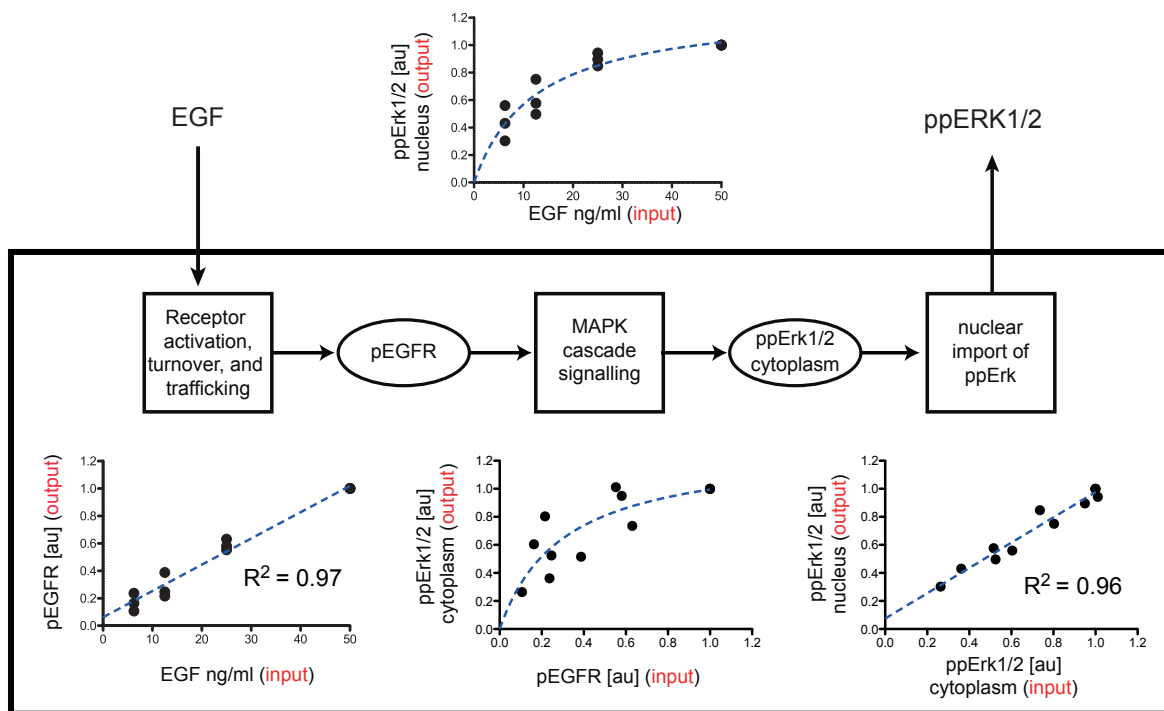 1.2
1.0
0.8
0.6
0.4
0.2
0.0
ppErk1/2 [au]
nucleus (output)
0 10 20 30 40 50
EGF ng/ml (input)
EGF
ppERK1/2
Receptor
activation,
turnover, and
trafficking
pEGFR
MAPK
cascade
signalling
ppErk1/2
cytoplasm
nuclear
import of
ppErk
pEGFR [au] (output)
1.2
1.0
0.8
0.6
0.4
0.2
0.0
R² = 0.97
0 10 20 30 40 50
EGF ng/ml (input)
ppErk1/2 [au]
cytoplasm (output)
1.2
1.0
0.8
0.6
0.4
0.2
0.0
0.0 0.2 0.4 0.6 0.8 1.0 1.2
pEGFR [au] (input)
ppErk1/2 [au]
nucleus (output)
1.2
1.0
0.8
0.6
0.4
0.2
0.0
R² = 0.96
0.0 0.2 0.4 0.6 0.8 1.0 1.2
ppErk1/2 [au]
cytoplasm (input)